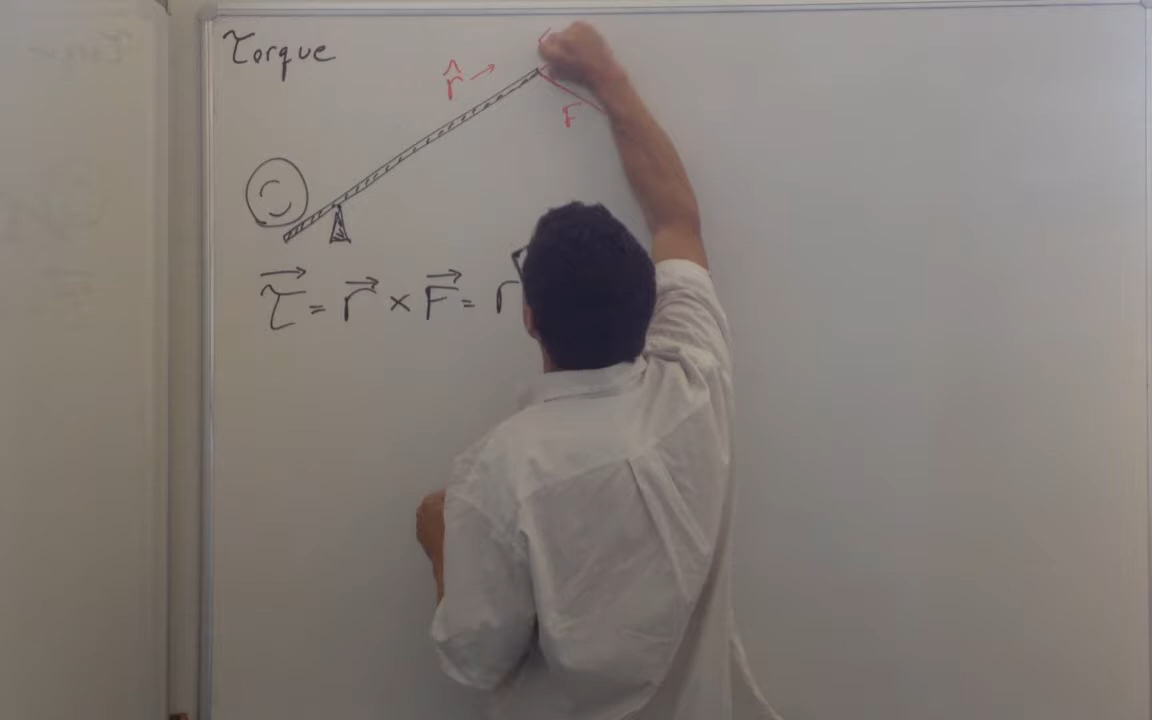 τorque
r̂ →
F
τ⃗ = r⃗ × F⃗ = r